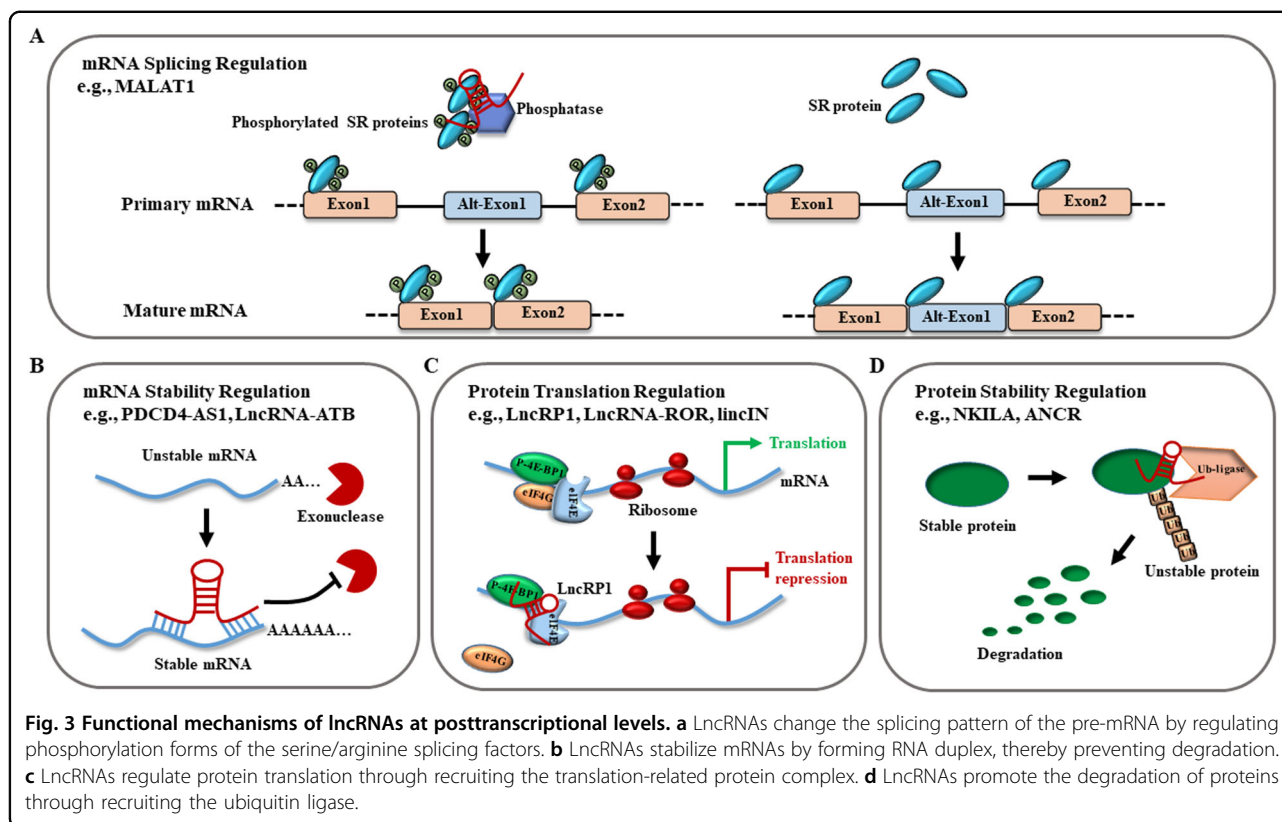 A
mRNA Splicing Regulation
e.g., MALAT1
Phosphorylated SR proteins
Phosphatase
SR protein
P P P P P P P P
P P P
P P P
Primary mRNA
Exon1
Alt-Exon1
Exon2
Exon1
Alt-Exon1
Exon2
P P P
P P P
Mature mRNA
Exon1
Exon2
Exon1
Alt-Exon1
Exon2
B
mRNA Stability Regulation
e.g., PDCD4-AS1, LncRNA-ATB
Unstable mRNA
AA...
Exonuclease
AAAAAA...
Stable mRNA
C
Protein Translation Regulation
e.g., LncRP1, LncRNA-ROR, lincIN
P-4E-BP1
eIF4G
eIF4E
Ribosome
Translation
mRNA
P-4E-BP1
LncRP1
eIF4E
eIF4G
Translation
repression
D
Protein Stability Regulation
e.g., NKILA, ANCR
Stable protein
Ub-ligase
Ub
Ub
Ub
Ub
Ub
Unstable protein
Degradation
Fig. 3 Functional mechanisms of lncRNAs at posttranscriptional levels. a LncRNAs change the splicing pattern of the pre-mRNA by regulating
phosphorylation forms of the serine/arginine splicing factors. b LncRNAs stabilize mRNAs by forming RNA duplex, thereby preventing degradation.
c LncRNAs regulate protein translation through recruiting the translation-related protein complex. d LncRNAs promote the degradation of proteins
through recruiting the ubiquitin ligase.